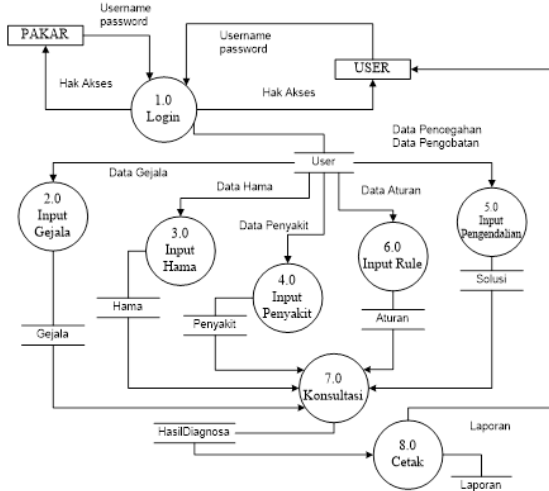 Username
password
PAKAR
Username
password
USER
Hak Akses
1.0
Login
Hak Akses
Data Pencegahan
Data Pengobatan
User
Data Gejala
Data Hama
Data Aturan
2.0
Input
Gejala
3.0
Input
Hama
Data Penyakit
6.0
Input Rule
5.0
Input
Pengendalian
4.0
Input
Penyakit
Solusi
Hama
Gejala
Penyakit
Aturan
7.0
Konsultasi
HasilDiagnosa
8.0
Cetak
Laporan
Laporan